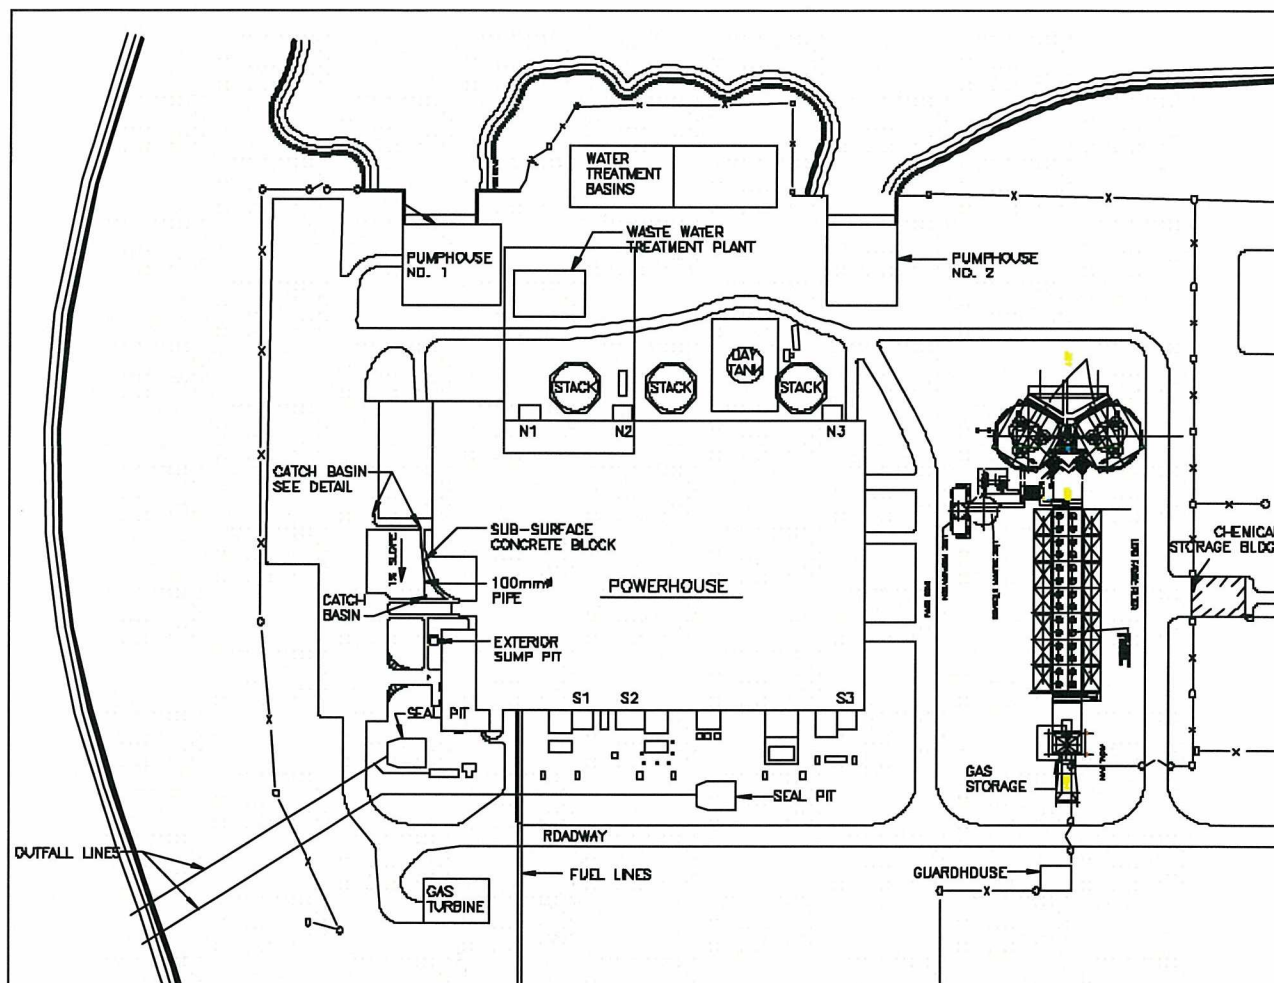 WATER
TREATMENT
BASINS
WASTE WATER
TREATMENT PLANT
PUMPHOUSE
NO. 1
PUMPHOUSE
NO. 2
DAY
TANK
STACK
STACK
STACK
N1
N2
N3
CATCH BASIN
SEE DETAIL
SUB-SURFACE
CONCRETE BLOCK
1% SLOPE
CHEMICAL
STORAGE BLDG
100mmØ
PIPE
POWERHOUSE
CATCH
BASIN
EXTERIOR
SUMP PIT
S1
S2
S3
SEAL PIT
GAS
STORAGE
SEAL PIT
ROADWAY
OUTFALL LINES
FUEL LINES
GUARDHOUSE
GAS
TURBINE